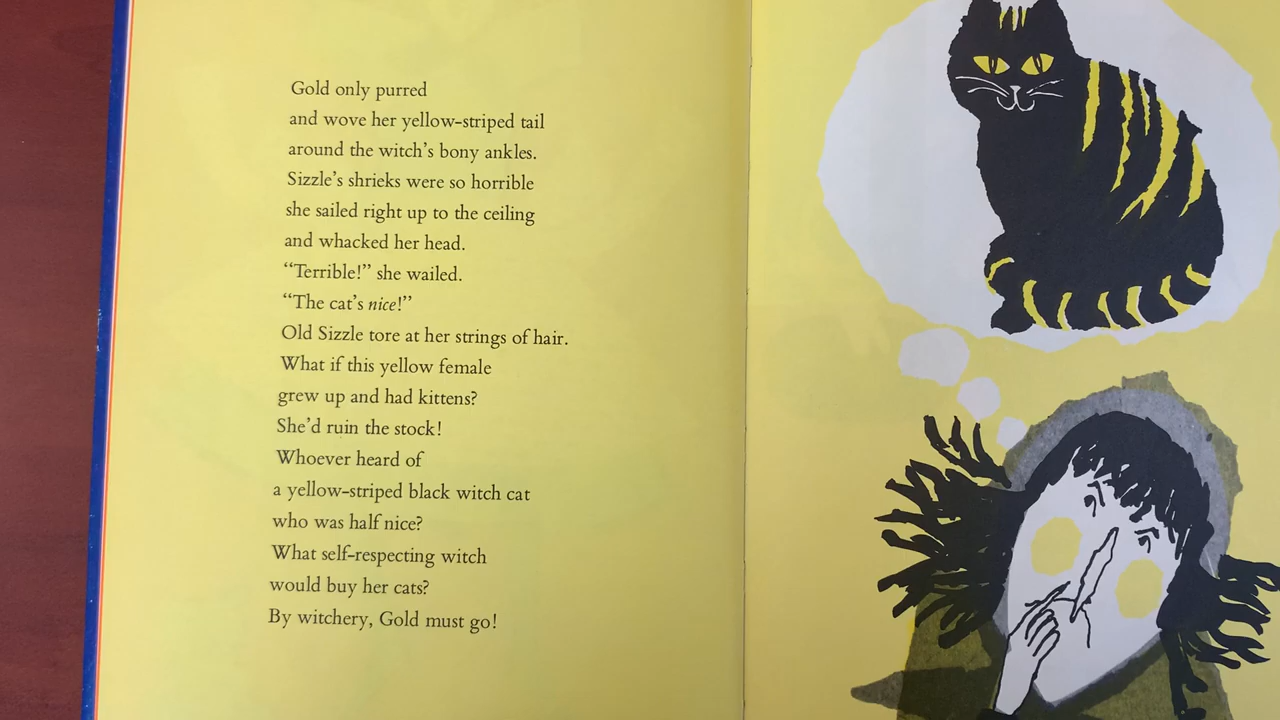 Gold only purred
and wove her yellow-striped tail
around the witch's bony ankles.
Sizzle's shrieks were so horrible
she sailed right up to the ceiling
and whacked her head.
“Terrible!” she wailed.
“The cat's nice!”
Old Sizzle tore at her strings of hair.
What if this yellow female
grew up and had kittens?
She'd ruin the stock!
Whoever heard of
a yellow-striped black witch cat
who was half nice?
What self-respecting witch
would buy her cats?
By witchery, Gold must go!